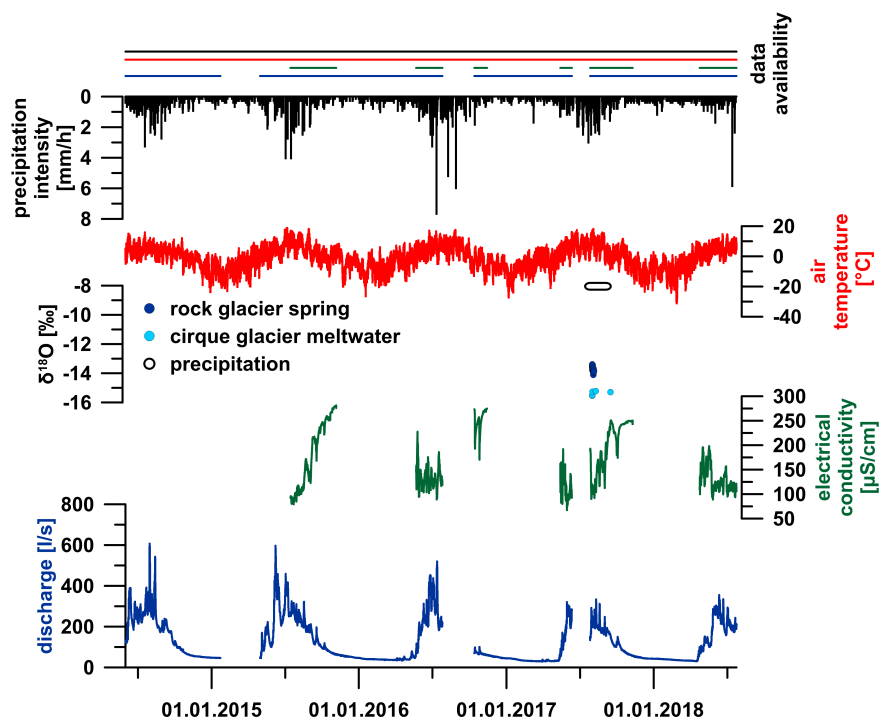 data
availability
0
2
4
6
8
precipitation
intensity
[mm/h]
20
0
-20
-40
air
temperature
[°C]
-8
-10
-12
-14
-16
δ¹⁸O [‰]
rock glacier spring
cirque glacier meltwater
precipitation
300
250
200
150
100
50
electrical
conductivity
[µS/cm]
800
600
400
200
0
discharge [l/s]
01.01.2015 01.01.2016 01.01.2017 01.01.2018